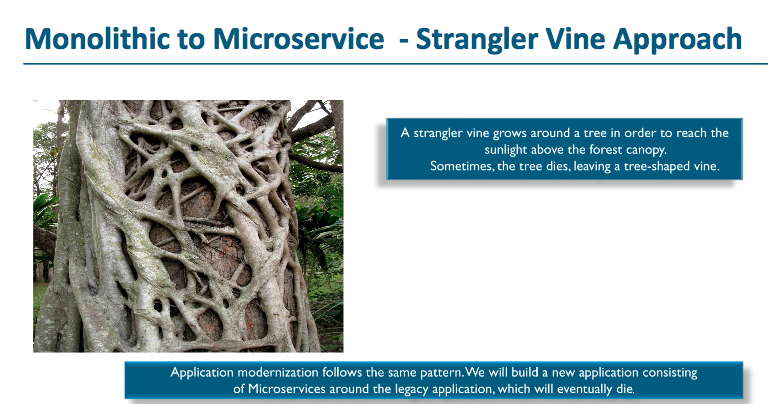 Monolithic to Microservice - Strangler Vine Approach
A strangler vine grows around a tree in order to reach the
sunlight above the forest canopy.
Sometimes, the tree dies, leaving a tree-shaped vine.
Application modernization follows the same pattern. We will build a new application consisting
of Microservices around the legacy application, which will eventually die.